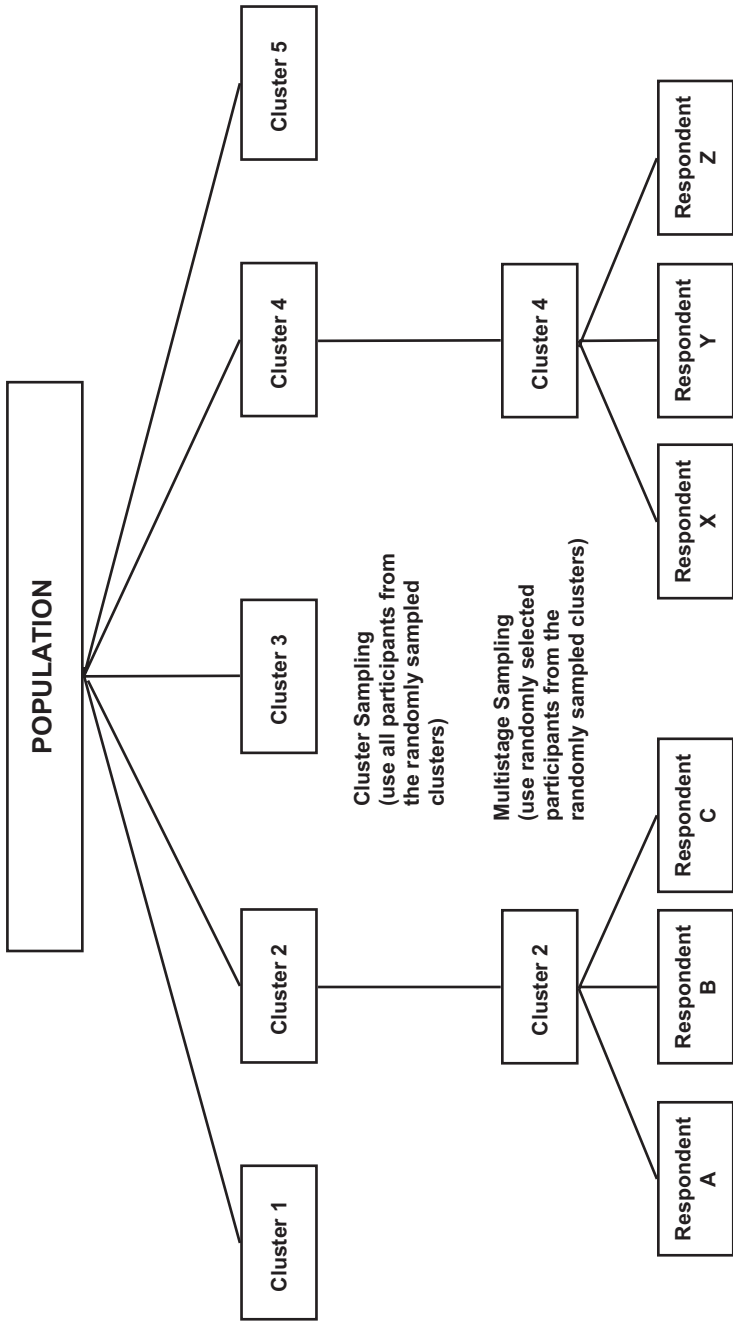 POPULATION
Cluster 1
Cluster 2
Cluster 3
Cluster 4
Cluster 5
Cluster Sampling
(use all participants from
the randomly sampled
clusters)
Cluster 2
Multistage Sampling
(use randomly selected
participants from the
randomly sampled clusters)
Cluster 4
Respondent
A
Respondent
B
Respondent
C
Respondent
X
Respondent
Y
Respondent
Z